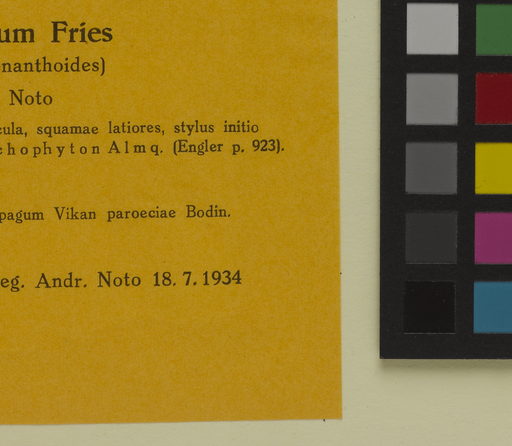 um Fries
nanthoides)
Noto
cula, squamae latiores, stylus initio
chophyton Almq. (Engler p. 923).
pagum Vikan paroeciae Bodin.
eg. Andr. Noto 18. 7. 1934